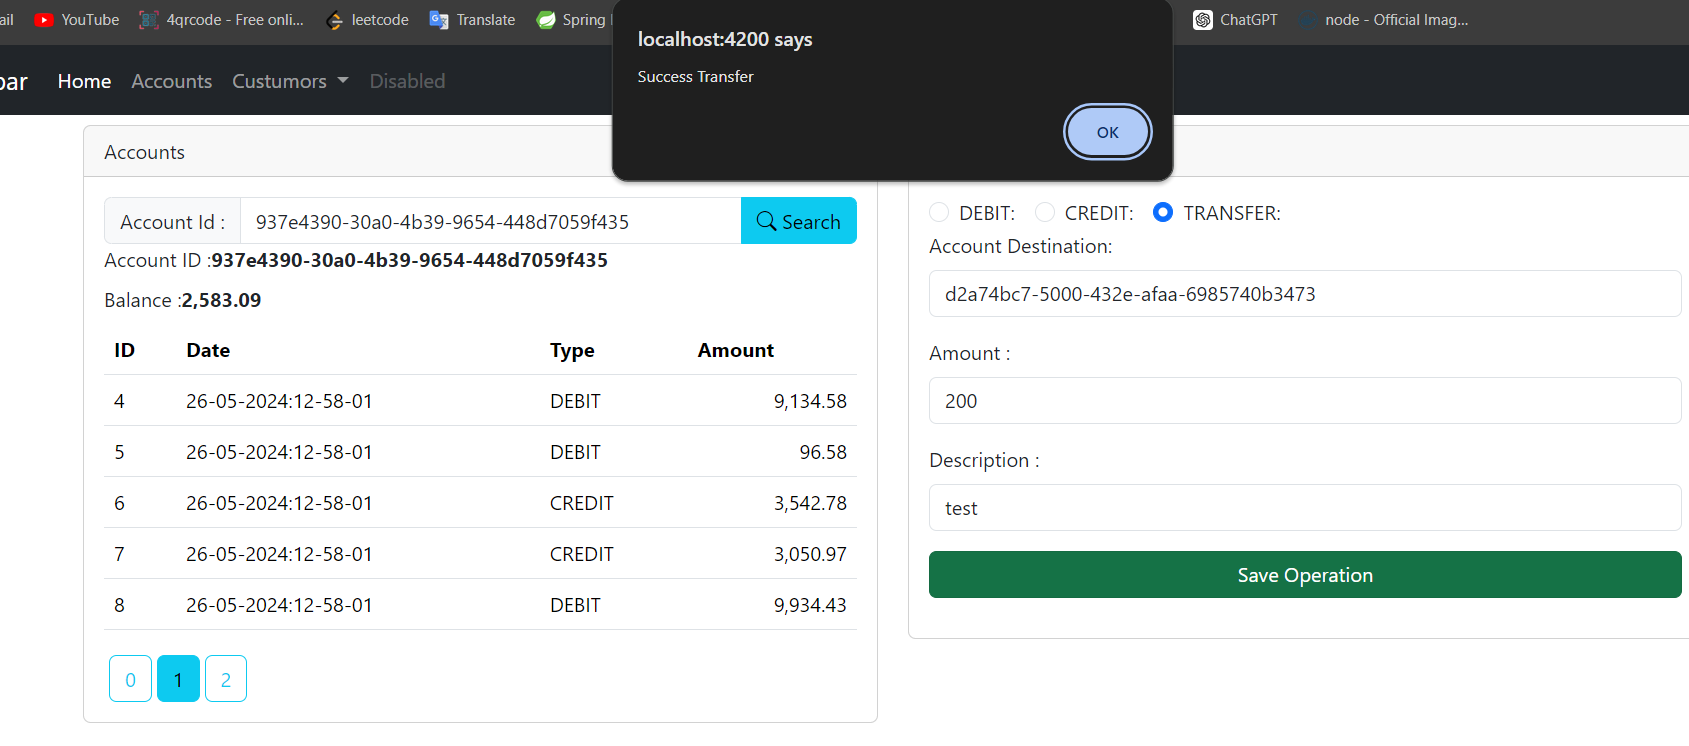 ail YouTube 4qrcode - Free onli... leetcode Translate Spring ChatGPT node - Official Imag...
localhost:4200 says
Success Transfer
OK
bar Home Accounts Custumors Disabled
Accounts
Account Id : 937e4390-30a0-4b39-9654-448d7059f435 Search
Account ID :937e4390-30a0-4b39-9654-448d7059f435
Balance :2,583.09
ID Date Type Amount
4 26-05-2024:12-58-01 DEBIT 9,134.58
5 26-05-2024:12-58-01 DEBIT 96.58
6 26-05-2024:12-58-01 CREDIT 3,542.78
7 26-05-2024:12-58-01 CREDIT 3,050.97
8 26-05-2024:12-58-01 DEBIT 9,934.43
0 1 2
DEBIT: CREDIT: TRANSFER:
Account Destination:
d2a74bc7-5000-432e-afaa-6985740b3473
Amount :
200
Description :
test
Save Operation